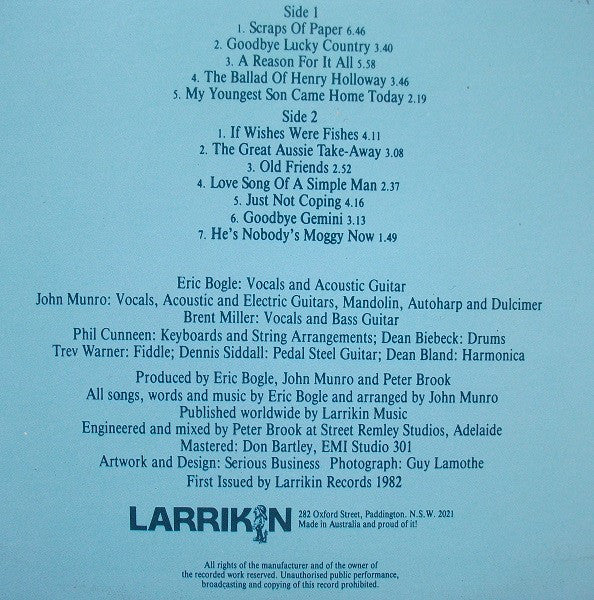 Side 1
1. Scraps Of Paper 6.46
2. Goodbye Lucky Country 3.40
3. A Reason For It All 5.58
4. The Ballad Of Henry Holloway 3.46
5. My Youngest Son Came Home Today 2.19
Side 2
1. If Wishes Were Fishes 4.11
2. The Great Aussie Take-Away 3.08
3. Old Friends 2.52
4. Love Song Of A Simple Man 2.37
5. Just Not Coping 4.16
6. Goodbye Gemini 3.13
7. He's Nobody's Moggy Now 1.49
Eric Bogle: Vocals and Acoustic Guitar
John Munro: Vocals, Acoustic and Electric Guitars, Mandolin, Autoharp and Dulcimer
Brent Miller: Vocals and Bass Guitar
Phil Cunneen: Keyboards and String Arrangements; Dean Biebeck: Drums
Trev Warner: Fiddle; Dennis Siddall: Pedal Steel Guitar; Dean Bland: Harmonica
Produced by Eric Bogle, John Munro and Peter Brook
All songs, words and music by Eric Bogle and arranged by John Munro
Published worldwide by Larrikin Music
Engineered and mixed by Peter Brook at Street Remley Studios, Adelaide
Mastered: Don Bartley, EMI Studio 301
Artwork and Design: Serious Business Photograph: Guy Lamothe
First Issued by Larrikin Records 1982
LARRIKIN 282 Oxford Street, Paddington. N.S.W. 2021
Made in Australia and proud of it!
All rights of the manufacturer and of the owner of
the recorded work reserved. Unauthorised public performance,
broadcasting and copying of this record prohibited.